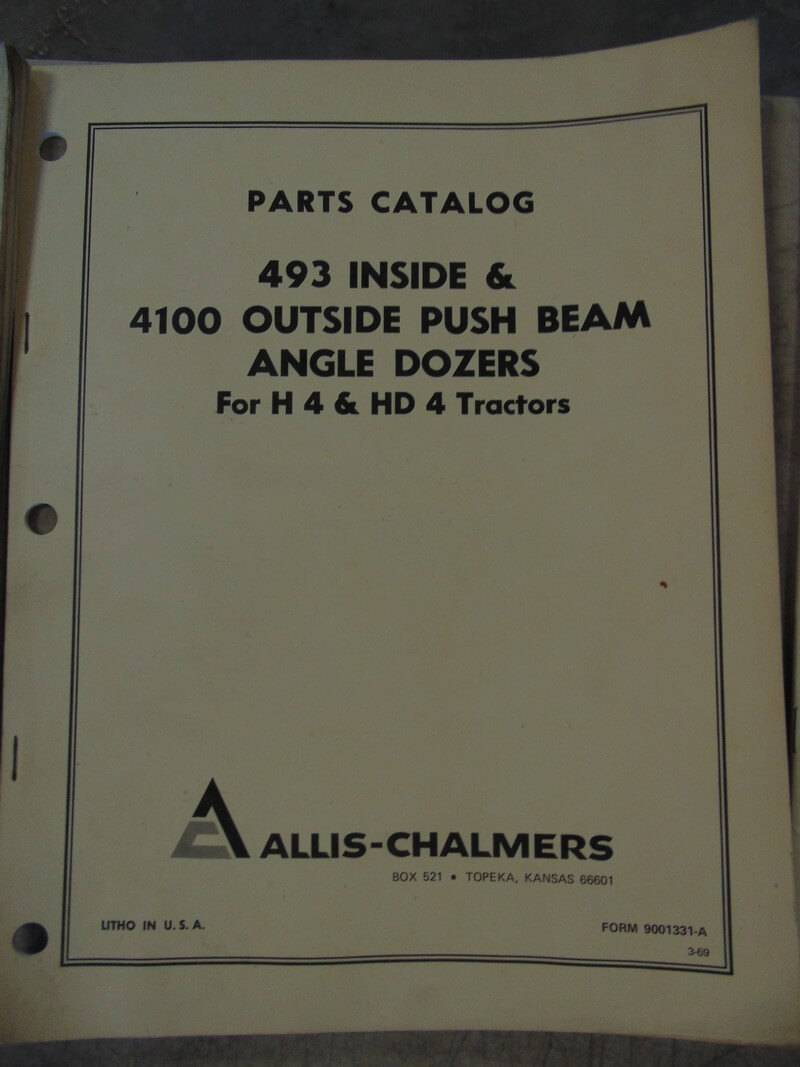 PARTS CATALOG
493 INSIDE &
4100 OUTSIDE PUSH BEAM
ANGLE DOZERS
For H 4 & HD 4 Tractors
ALLIS-CHALMERS
BOX 521 • TOPEKA, KANSAS 66601
LITHO IN U.S.A.
FORM 9001331-A
3-69